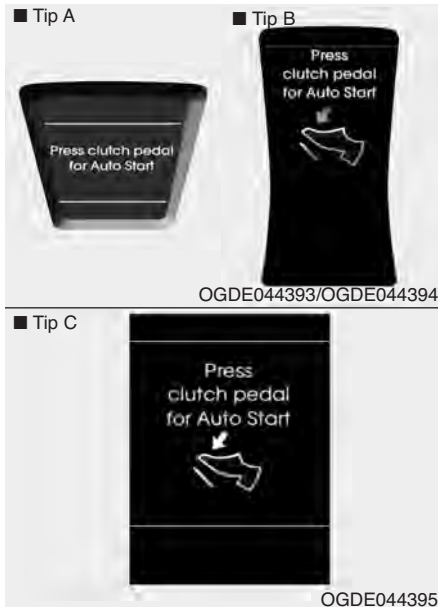 ■ Tip A
Press clutch pedal
for Auto Start
■ Tip B
Press
clutch pedal
for Auto Start
OGDE044393/OGDE044394
■ Tip C
Press
clutch pedal
for Auto Start
OGDE044395